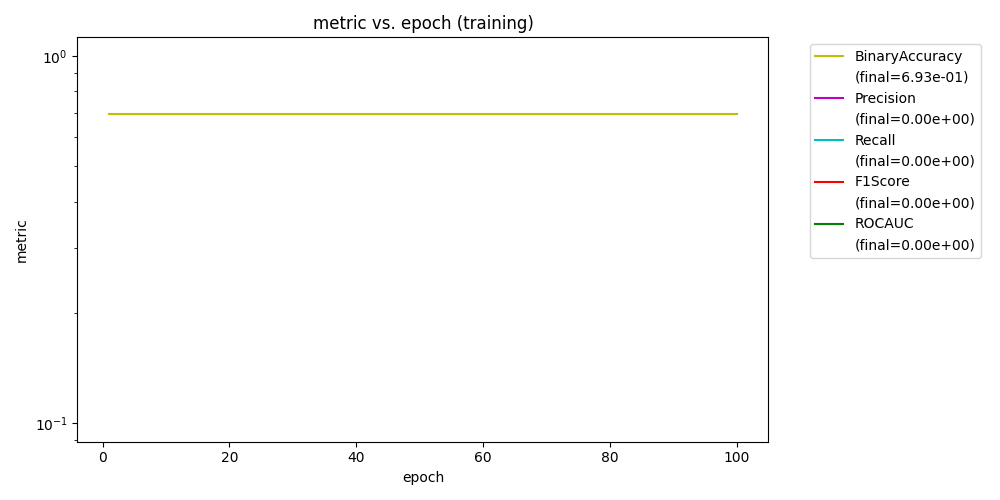 metric vs. epoch (training)
metric
10^0
10^-1
0 20 40 60 80 100
epoch
BinaryAccuracy
(final=6.93e-01)
Precision
(final=0.00e+00)
Recall
(final=0.00e+00)
F1Score
(final=0.00e+00)
ROCAUC
(final=0.00e+00)